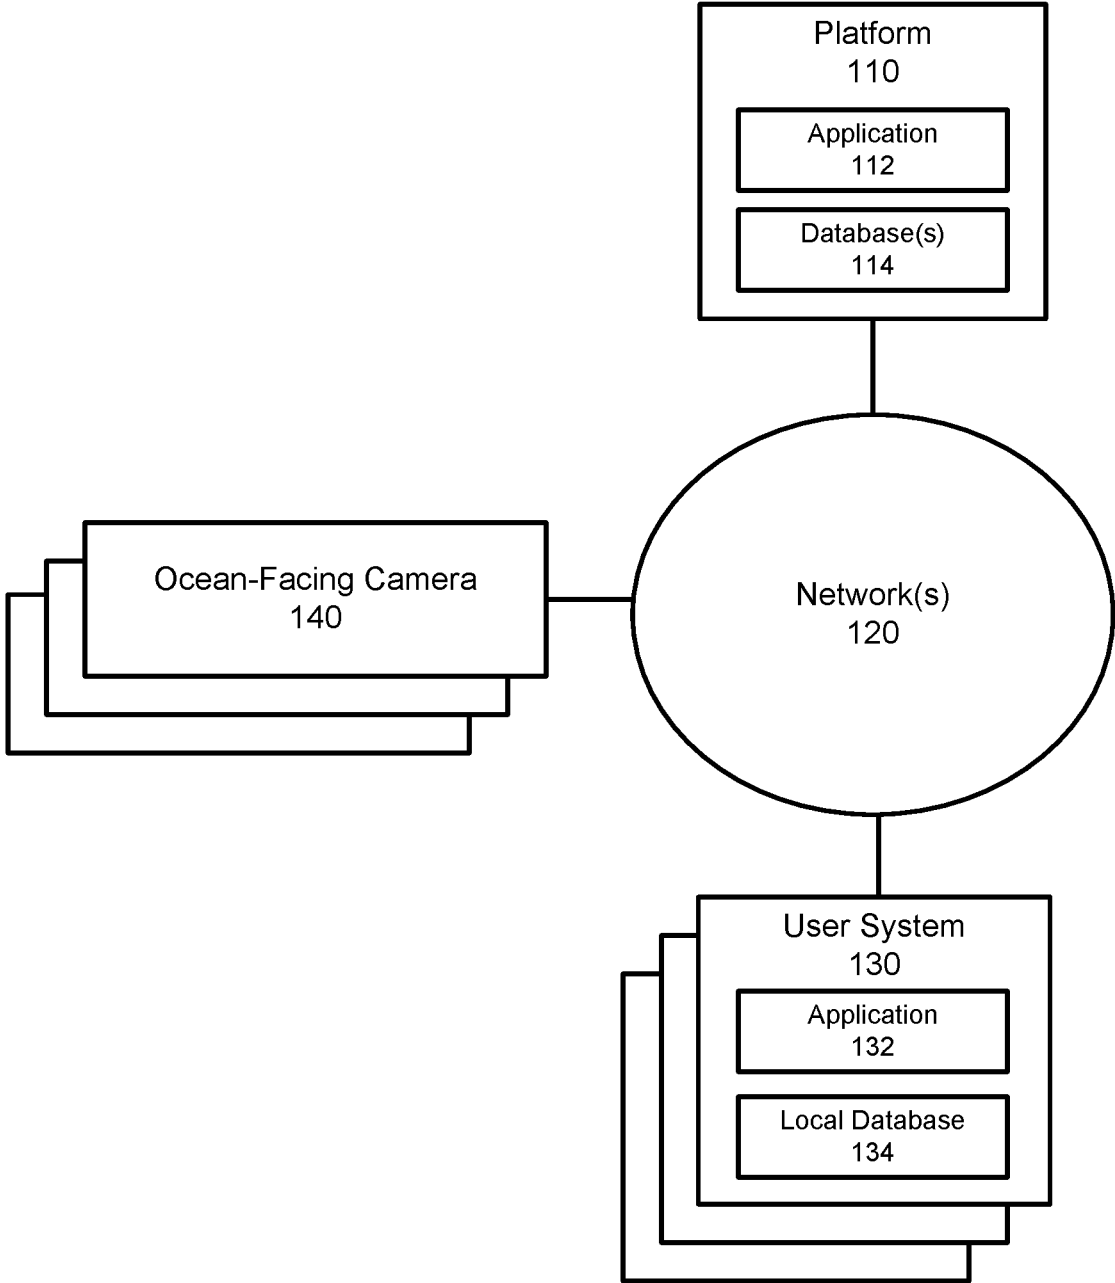 Platform
110
Application
112
Database(s)
114
Ocean-Facing Camera
140
Network(s)
120
User System
130
Application
132
Local Database
134